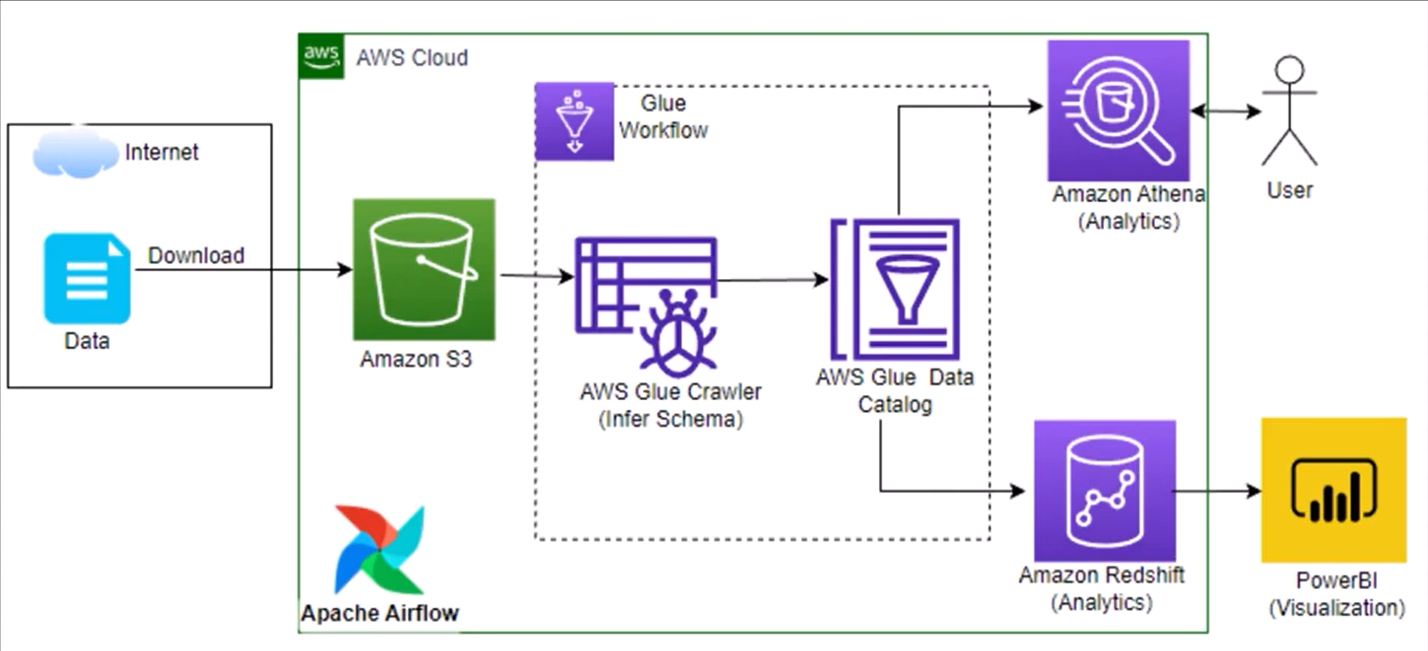 aws
AWS Cloud
Internet
Download
Data
Amazon S3
Apache Airflow
Glue
Workflow
AWS Glue Crawler
(Infer Schema)
AWS Glue Data
Catalog
Amazon Athena
(Analytics)
User
Amazon Redshift
(Analytics)
PowerBI
(Visualization)